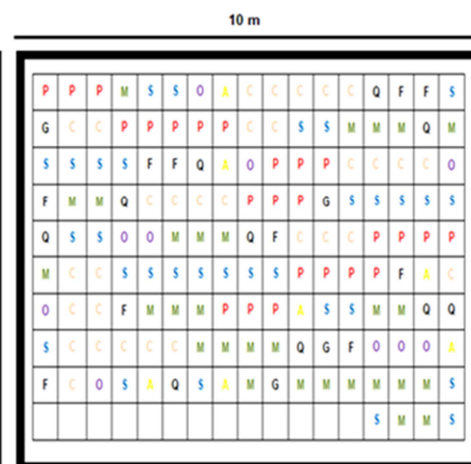 10 m
P P P M S S O A C C C C C Q F F S
G C C P P P P P C C S S M M M Q M
S S S S F F Q A O P P P C C C C O
F M M Q C C C C P P P G S S S S S
Q S S O O M M M Q F C C C P P P P
M C C S S S S S S S P P P P F A C
O C C F M M M P P P A S S M M Q Q
S C C C C C M M M M Q G F O O O A
F C O S A Q S A M G M M M M M M S
S M M S